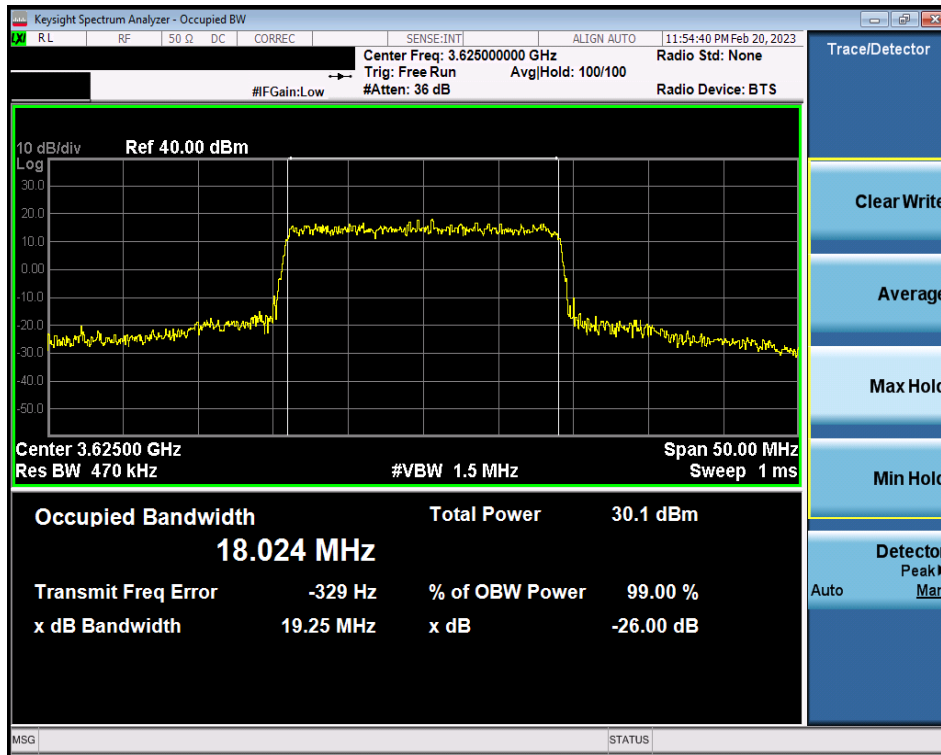 Keysight Spectrum Analyzer - Occupied BW
LXI RL RF 50 Ω DC CORREC SENSE:INT ALIGN AUTO 11:54:40 PM Feb 20, 2023
Center Freq: 3.625000000 GHz Radio Std: None
Trig: Free Run Avg|Hold: 100/100
#IFGain:Low #Atten: 36 dB Radio Device: BTS
10 dB/div Ref 40.00 dBm
Log
30.0
20.0
10.0
0.00
-10.0
-20.0
-30.0
-40.0
-50.0
Center 3.62500 GHz Span 50.00 MHz
Res BW 470 kHz #VBW 1.5 MHz Sweep 1 ms
Occupied Bandwidth Total Power 30.1 dBm
18.024 MHz
Transmit Freq Error -329 Hz % of OBW Power 99.00 %
x dB Bandwidth 19.25 MHz x dB -26.00 dB
MSG STATUS
Trace/Detector
Clear Write
Average
Max Hold
Min Hold
Detector
Peak
Auto Man